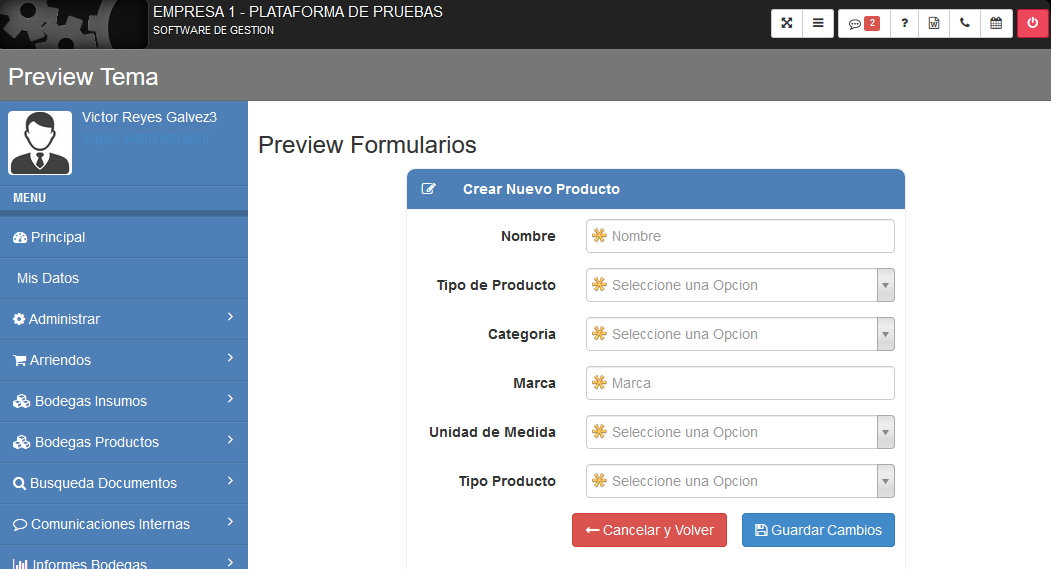 EMPRESA 1 - PLATAFORMA DE PRUEBAS
SOFTWARE DE GESTION
2
?
Preview Tema
Victor Reyes Galvez3
Super Administrador
MENU
Principal
Mis Datos
Administrar
Arriendos
Bodegas Insumos
Bodegas Productos
Busqueda Documentos
Comunicaciones Internas
Informes Bodegas
Preview Formularios
Crear Nuevo Producto
Nombre Nombre
Tipo de Producto Seleccione una Opcion
Categoria Seleccione una Opcion
Marca Marca
Unidad de Medida Seleccione una Opcion
Tipo Producto Seleccione una Opcion
Cancelar y Volver Guardar Cambios